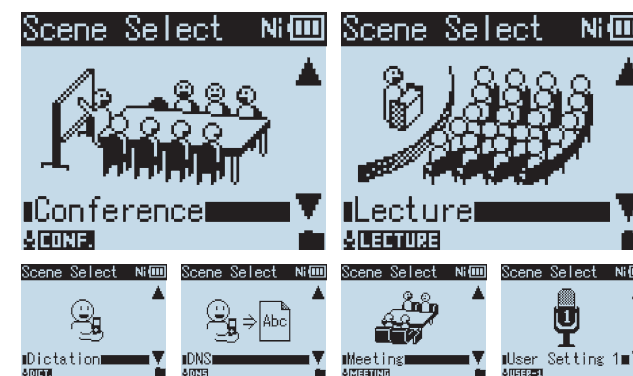 Scene Select Ni
Conference
CONF.
Scene Select Ni
Lecture
LECTURE
Scene Select Ni
Dictation
DICT.
Scene Select Ni
Abc
DNS
DNS
Scene Select Ni
Meeting
MEETING
Scene Select Ni
1
User Setting 1
USER-1